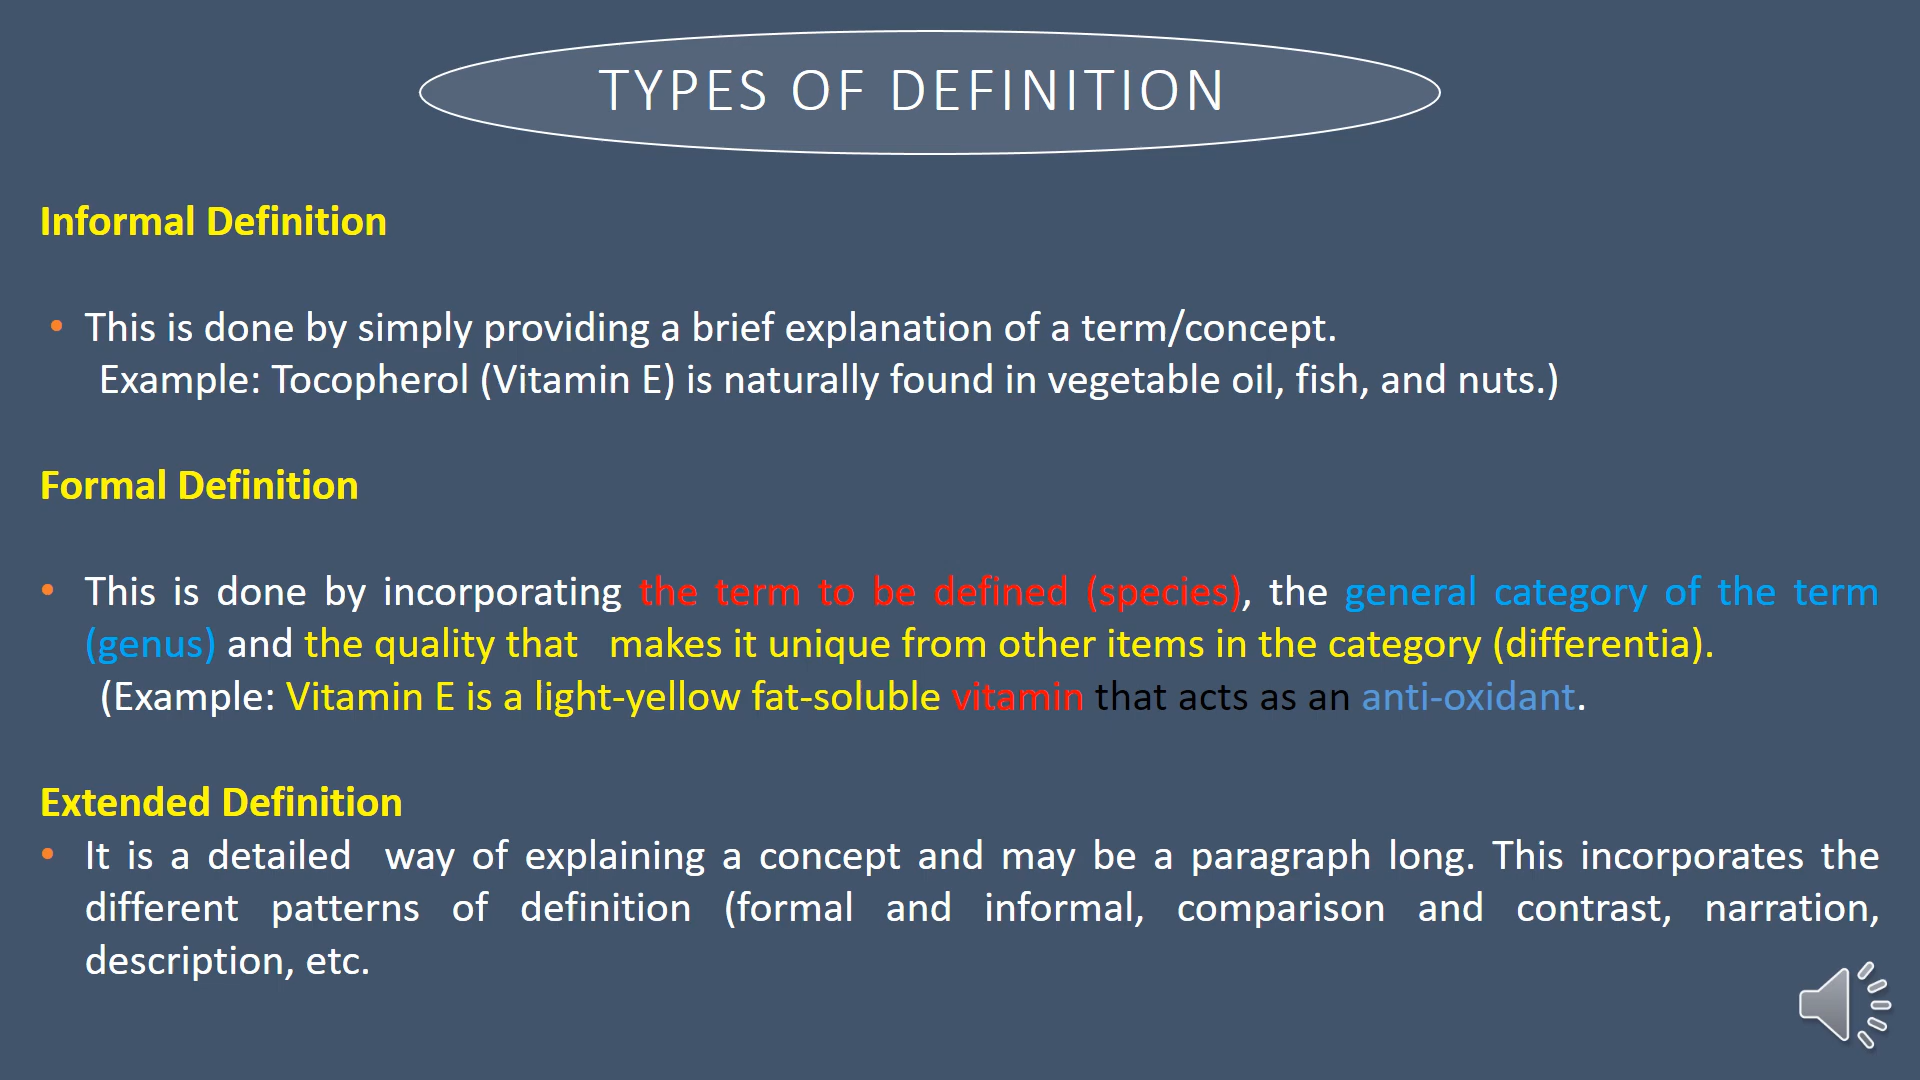 TYPES OF DEFINITION
Informal Definition
• This is done by simply providing a brief explanation of a term/concept.
Example: Tocopherol (Vitamin E) is naturally found in vegetable oil, fish, and nuts.)
Formal Definition
• This is done by incorporating the term to be defined (species), the general category of the term
(genus) and the quality that makes it unique from other items in the category (differentia).
(Example: Vitamin E is a light-yellow fat-soluble vitamin that acts as an anti-oxidant.
Extended Definition
• It is a detailed way of explaining a concept and may be a paragraph long. This incorporates the
different patterns of definition (formal and informal, comparison and contrast, narration,
description, etc.